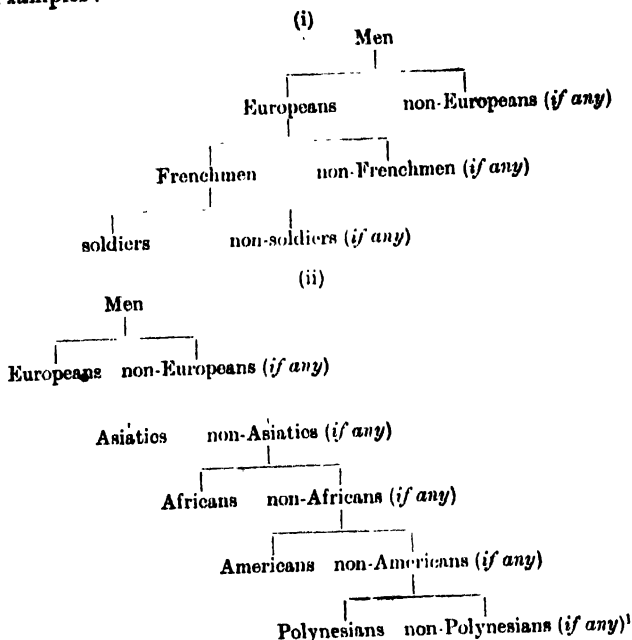 (i)
Men
Europeans non-Europeans (if any)
Frenchmen non-Frenchmen (if any)
soldiers non-soldiers (if any)
(ii)
Men
Europeans non-Europeans (if any)
Asiatics non-Asiatics (if any)
Africans non-Africans (if any)
Americans non-Americans (if any)
Polynesians non-Polynesians (if any)¹